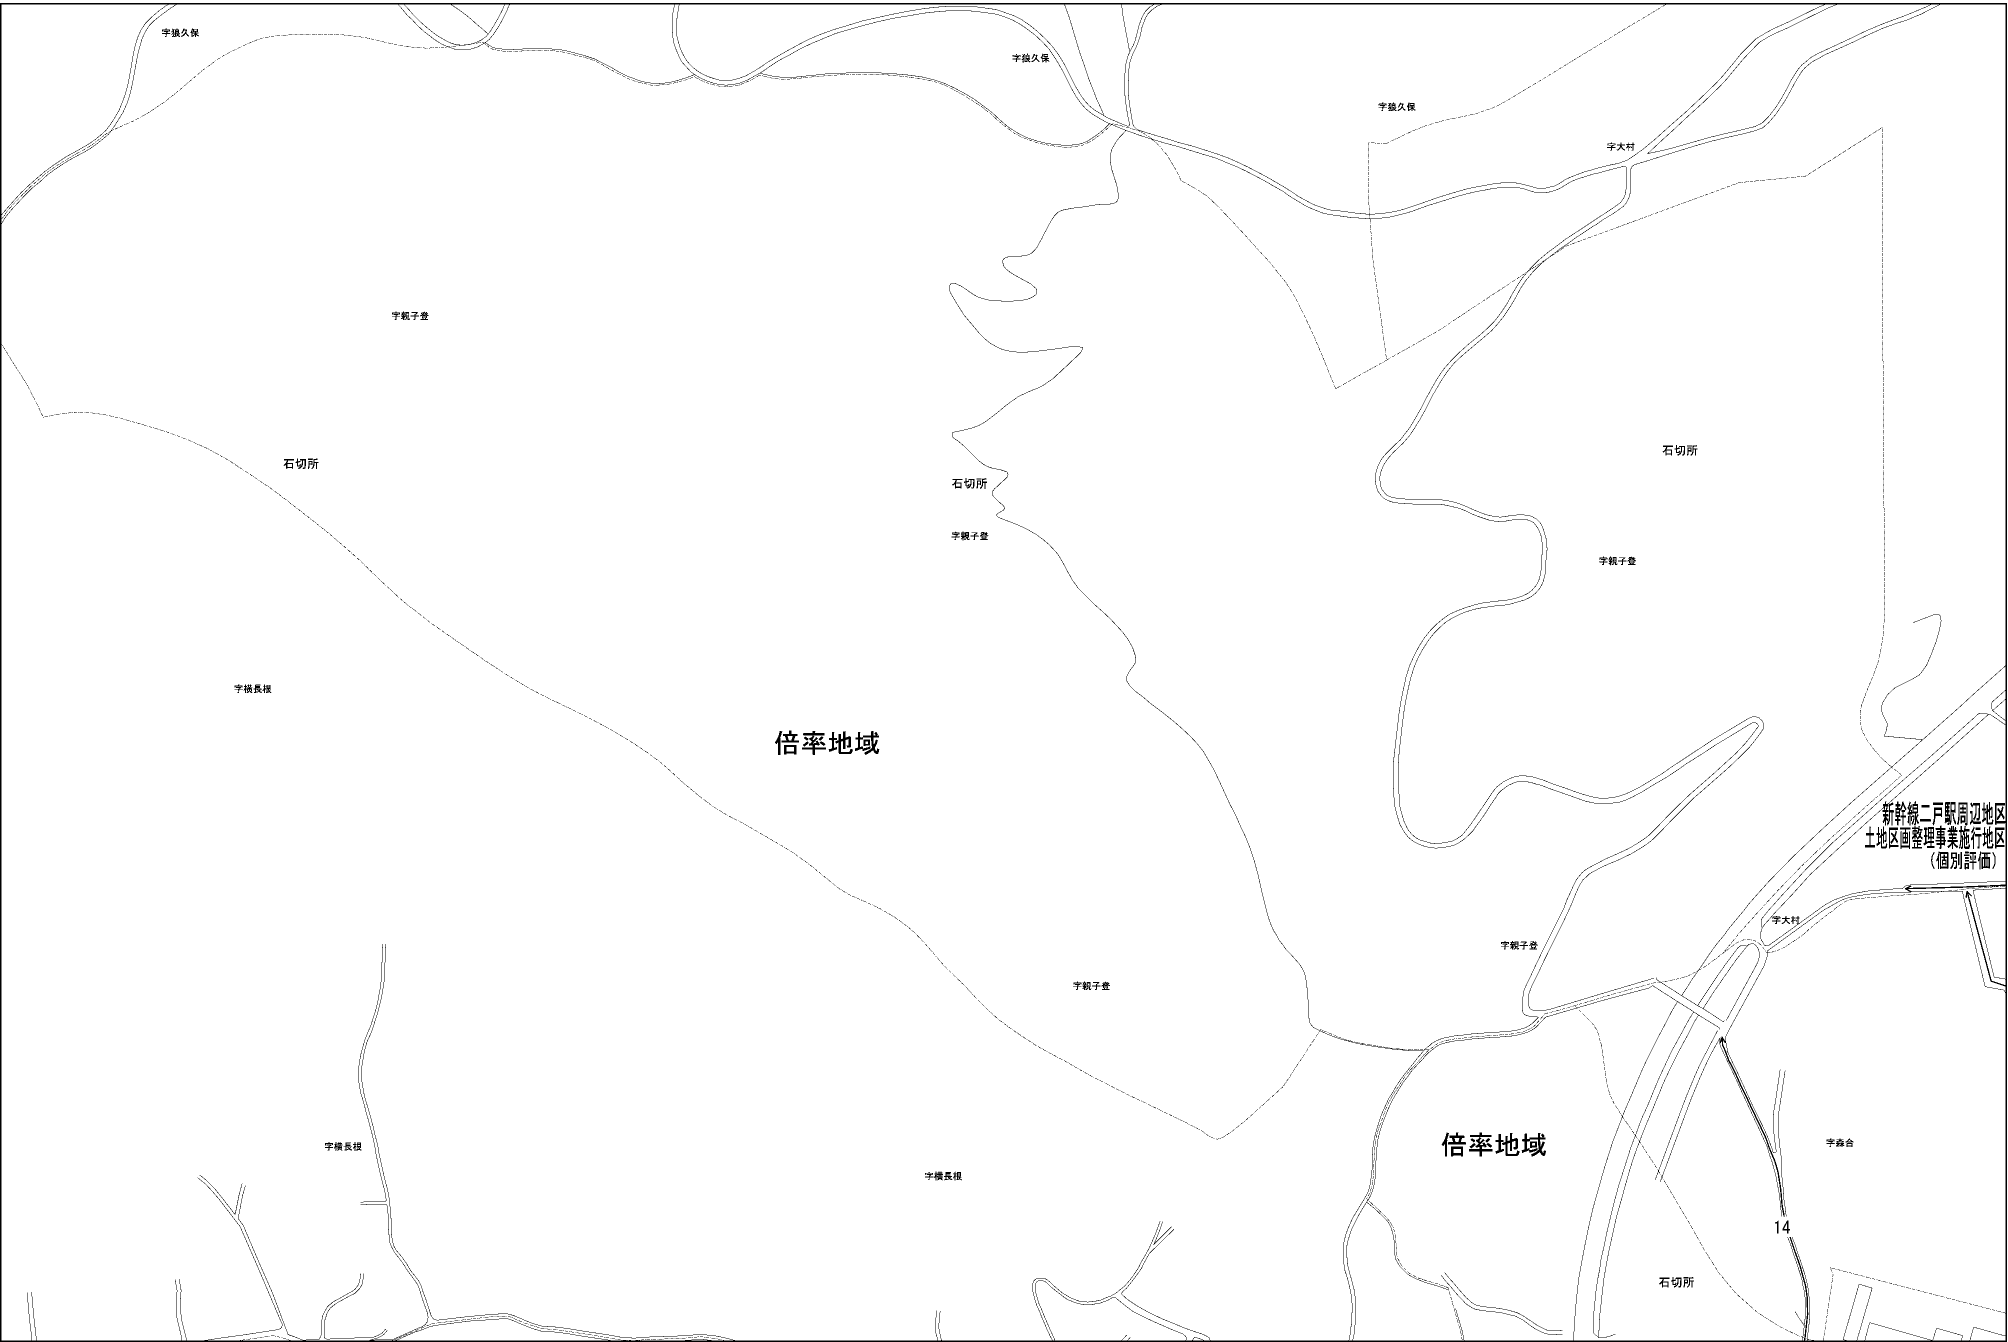 字狼久保
字狼久保
字狼久保
字大村
字親子登
石切所
石切所
石切所
字親子登
字親子登
字横長根
倍率地域
新幹線二戸駅周辺地区
土地区画整理事業施行地区
(個別評価)
字大村
字親子登
字親子登
字横長根
倍率地域
字森合
字横長根
14
石切所